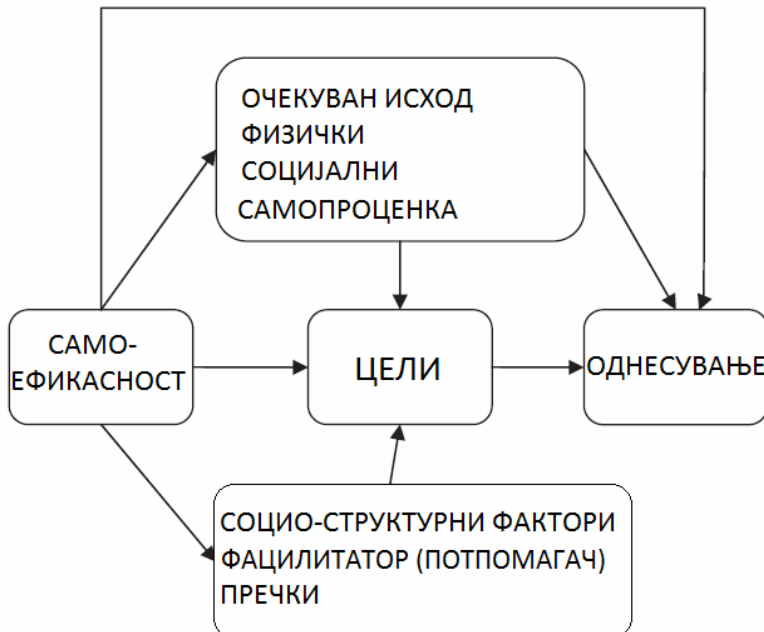 ОЧЕКУВАН ИСХОД
ФИЗИЧКИ
СОЦИЈАЛНИ
САМОПРОЦЕНКА
САМО-
ЕФИКАСНОСТ
ЦЕЛИ
ОДНЕСУВАЊЕ
СОЦИО-СТРУКТУРНИ ФАКТОРИ
ФАЦИЛИТАТОР (ПОТПОМАГАЧ)
ПРЕЧКИ